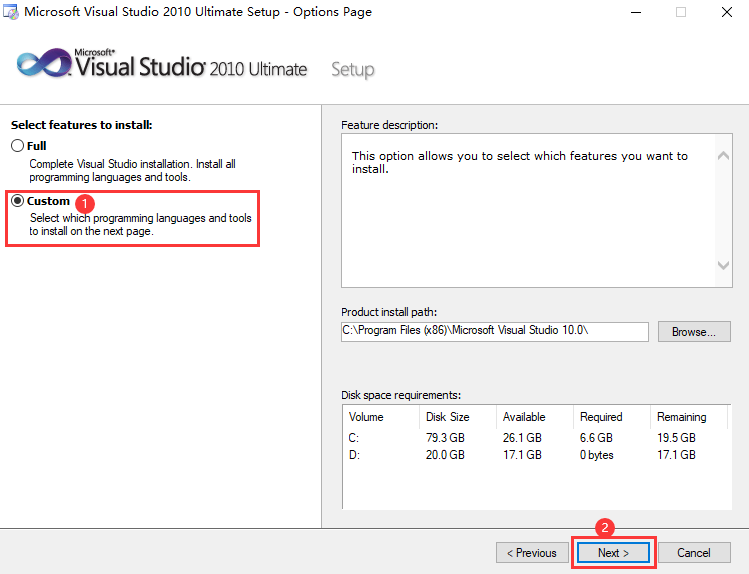 Microsoft Visual Studio 2010 Ultimate Setup - Options Page
Microsoft®
Visual Studio® 2010 Ultimate Setup
Select features to install:
Full
Complete Visual Studio installation. Install all
programming languages and tools.
Custom 1
Select which programming languages and tools
to install on the next page.
Feature description:
This option allows you to select which features you want to
install.
Product install path:
C:\Program Files (x86)\Microsoft Visual Studio 10.0\
Browse...
Disk space requirements:
Volume Disk Size Available Required Remaining
C: 79.3 GB 26.1 GB 6.6 GB 19.5 GB
D: 20.0 GB 17.1 GB 0 bytes 17.1 GB
2
< Previous Next > Cancel